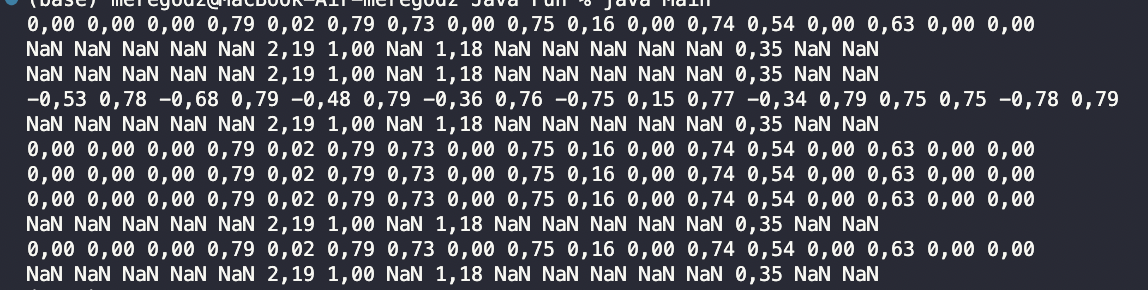 (base) meregodz@MacBook-Air-meregodz Java Fun % java Main
0,00 0,00 0,00 0,79 0,02 0,79 0,73 0,00 0,75 0,16 0,00 0,74 0,54 0,00 0,63 0,00 0,00
NaN NaN NaN NaN NaN 2,19 1,00 NaN 1,18 NaN NaN NaN NaN NaN 0,35 NaN NaN
NaN NaN NaN NaN NaN 2,19 1,00 NaN 1,18 NaN NaN NaN NaN NaN 0,35 NaN NaN
-0,53 0,78 -0,68 0,79 -0,48 0,79 -0,36 0,76 -0,75 0,15 0,77 -0,34 0,79 0,75 0,75 -0,78 0,79
NaN NaN NaN NaN NaN 2,19 1,00 NaN 1,18 NaN NaN NaN NaN NaN 0,35 NaN NaN
0,00 0,00 0,00 0,79 0,02 0,79 0,73 0,00 0,75 0,16 0,00 0,74 0,54 0,00 0,63 0,00 0,00
0,00 0,00 0,00 0,79 0,02 0,79 0,73 0,00 0,75 0,16 0,00 0,74 0,54 0,00 0,63 0,00 0,00
0,00 0,00 0,00 0,79 0,02 0,79 0,73 0,00 0,75 0,16 0,00 0,74 0,54 0,00 0,63 0,00 0,00
NaN NaN NaN NaN NaN 2,19 1,00 NaN 1,18 NaN NaN NaN NaN NaN 0,35 NaN NaN
0,00 0,00 0,00 0,79 0,02 0,79 0,73 0,00 0,75 0,16 0,00 0,74 0,54 0,00 0,63 0,00 0,00
NaN NaN NaN NaN NaN 2,19 1,00 NaN 1,18 NaN NaN NaN NaN NaN 0,35 NaN NaN